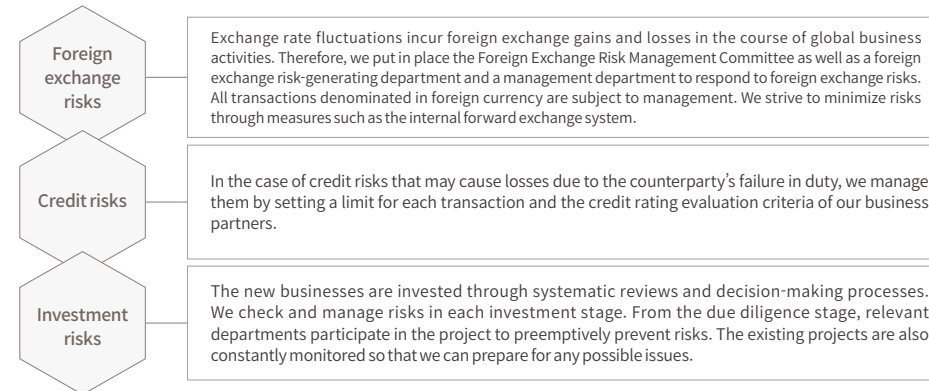 Foreign
exchange
risks
Exchange rate fluctuations incur foreign exchange gains and losses in the course of global business
activities. Therefore, we put in place the Foreign Exchange Risk Management Committee as well as a foreign
exchange risk-generating department and a management department to respond to foreign exchange risks.
All transactions denominated in foreign currency are subject to management. We strive to minimize risks
through measures such as the internal forward exchange system.
Credit risks
In the case of credit risks that may cause losses due to the counterparty's failure in duty, we manage
them by setting a limit for each transaction and the credit rating evaluation criteria of our business
partners.
Investment
risks
The new businesses are invested through systematic reviews and decision-making processes.
We check and manage risks in each investment stage. From the due diligence stage, relevant
departments participate in the project to preemptively prevent risks. The existing projects are also
constantly monitored so that we can prepare for any possible issues.